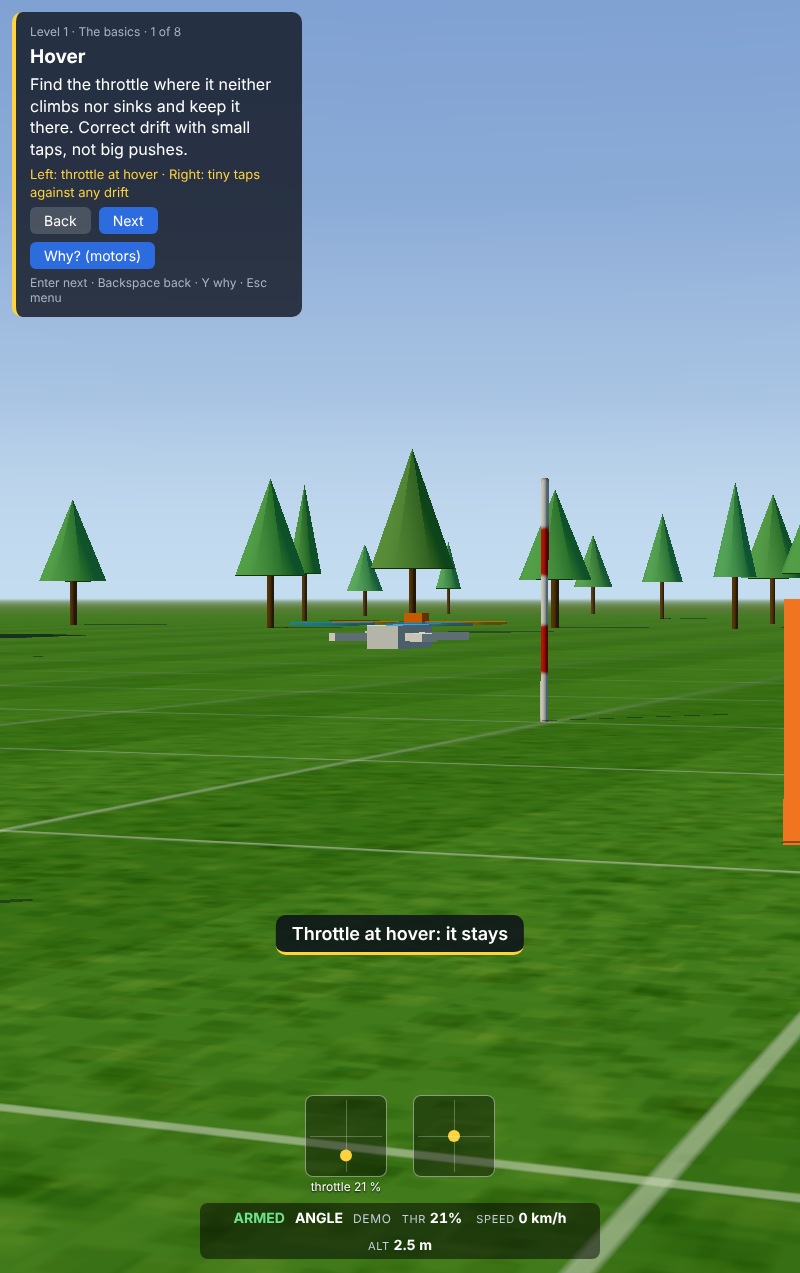 Level 1 · The basics · 1 of 8
Hover
Find the throttle where it neither
climbs nor sinks and keep it
there. Correct drift with small
taps, not big pushes.
Left: throttle at hover · Right: tiny taps
against any drift
Back Next
Why? (motors)
Enter next · Backspace back · Y why · Esc
menu
Throttle at hover: it stays
throttle 21 %
ARMED ANGLE DEMO THR 21% SPEED 0 km/h
ALT 2.5 m